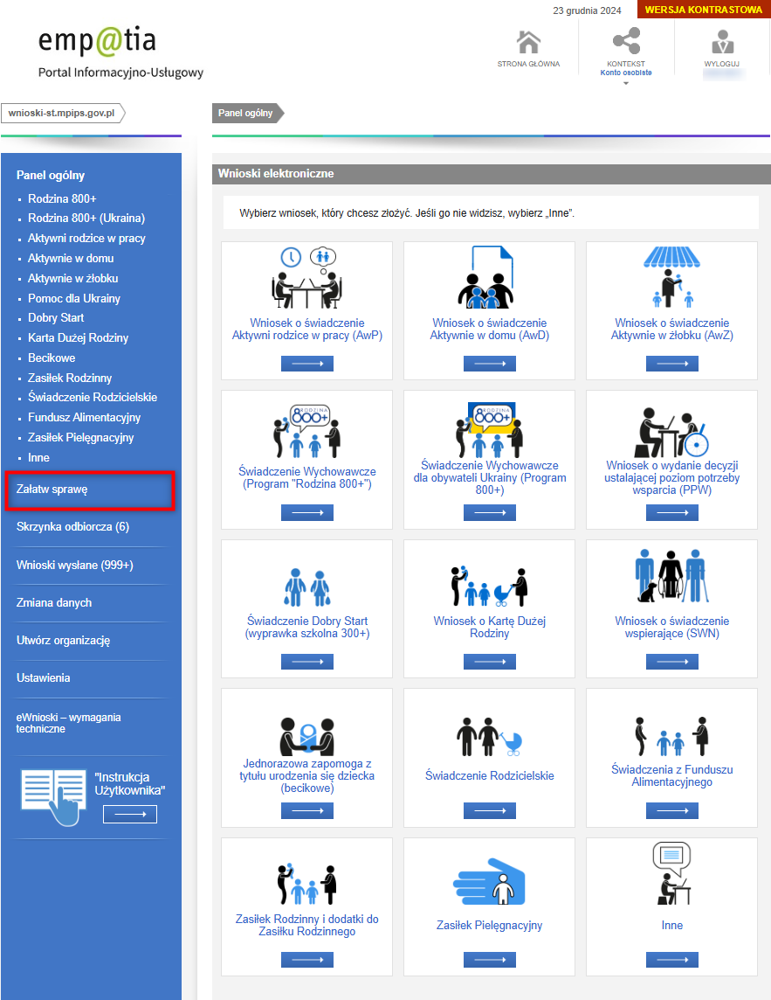 23 grudnia 2024
WERSJA KONTRASTOWA
emp@tia
Portal Informacyjno-Usługowy
STRONA GŁÓWNA
KONTEKST
Konto osobiste
WYLOGUJ
wnioski-st.mpips.gov.pl
Panel ogólny
Panel ogólny
Rodzina 800+
Rodzina 800+ (Ukraina)
Aktywni rodzice w pracy
Aktywnie w domu
Aktywnie w żłobku
Pomoc dla Ukrainy
Dobry Start
Karta Dużej Rodziny
Becikowe
Zasiłek Rodzinny
Świadczenie Rodzicielskie
Fundusz Alimentacyjny
Zasiłek Pielęgnacyjny
Inne
Załatw sprawę
Skrzynka odbiorcza (6)
Wnioski wysłane (999+)
Zmiana danych
Utwórz organizację
Ustawienia
eWnioski – wymagania
techniczne
"Instrukcja
Użytkownika"
Wnioski elektroniczne
Wybierz wniosek, który chcesz złożyć. Jeśli go nie widzisz, wybierz „Inne”.
Wniosek o świadczenie
Aktywni rodzice w pracy (AwP)
Wniosek o świadczenie
Aktywnie w domu (AwD)
Wniosek o świadczenie
Aktywnie w żłobku (AwZ)
RODZINA
800+
Świadczenie Wychowawcze
(Program "Rodzina 800+")
RODZINA
800+
Świadczenie Wychowawcze
dla obywateli Ukrainy (Program
800+)
Wniosek o wydanie decyzji
ustalającej poziom potrzeby
wsparcia (PPW)
Świadczenie Dobry Start
(wyprawka szkolna 300+)
Wniosek o Kartę Dużej
Rodziny
Wniosek o świadczenie
wspierające (SWN)
Jednorazowa zapomoga z
tytułu urodzenia się dziecka
(becikowe)
Świadczenie Rodzicielskie
Świadczenia z Funduszu
Alimentacyjnego
Zasiłek Rodzinny i dodatki do
Zasiłku Rodzinnego
Zasiłek Pielęgnacyjny
Inne